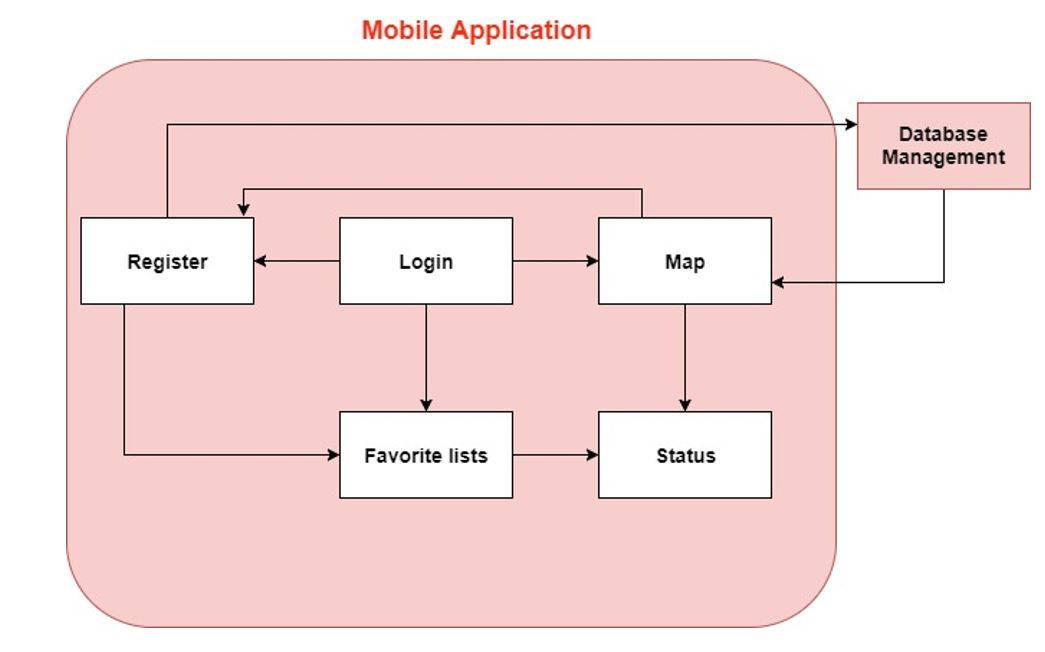 Mobile Application
Database
Management
Register
Login
Map
Favorite lists
Status